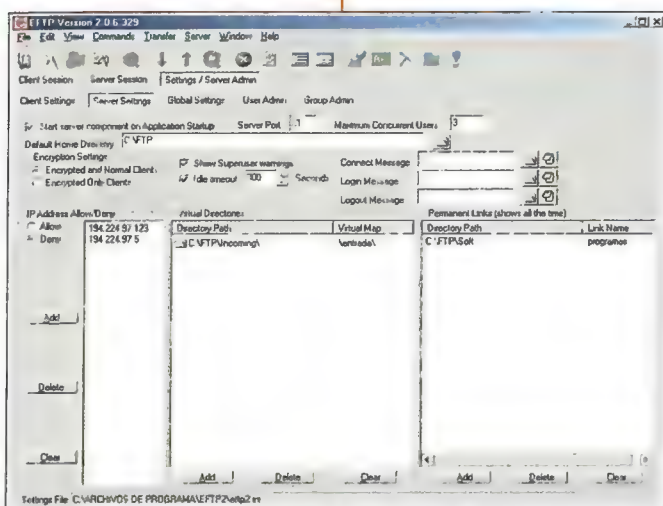 EFTP Version 2.0.6.329
File Edit View Commands Transfer Server Window Help
Client Session Server Session Settings / Server Admin
Client Settings Server Settings Global Settings User Admin Group Admin
Start server component on Application Startup Server Port Maximum Concurrent Users 3
Default Home Directory C:\FTP
Encryption Settings
Encrypted and Normal Clients
Encrypted Only Clients
Show Superuser warnings
Idle timeout Seconds
Connect Message
Login Message
Logout Message
IP Address Allow/Deny
Allow
Deny
194.224.97.123
194.224.97.5
Add
Delete
Clear
Virtual Directories
Directory Path Virtual Map
C:\FTP\Incoming\ \entrada\
Add Delete Clear
Permanent Links (shows all the time)
Directory Path Link Name
C:\FTP\Soft programas
Add Delete Clear
Settings File C:\ARCHIVOS DE PROGRAMA\EFTP2\eftp2.ini